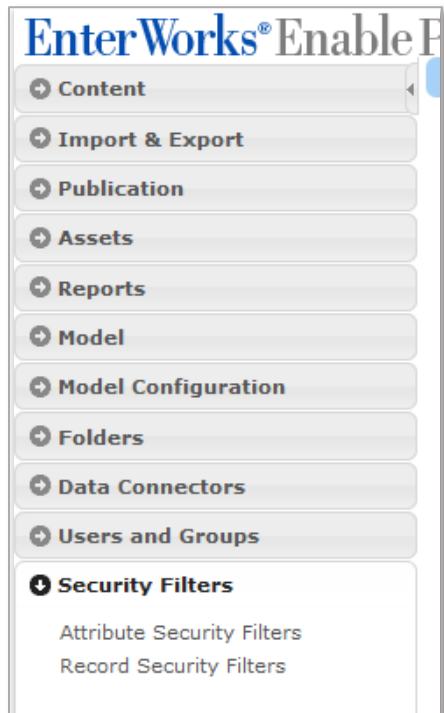 EnterWorks® Enable P
Content
Import & Export
Publication
Assets
Reports
Model
Model Configuration
Folders
Data Connectors
Users and Groups
Security Filters
Attribute Security Filters
Record Security Filters